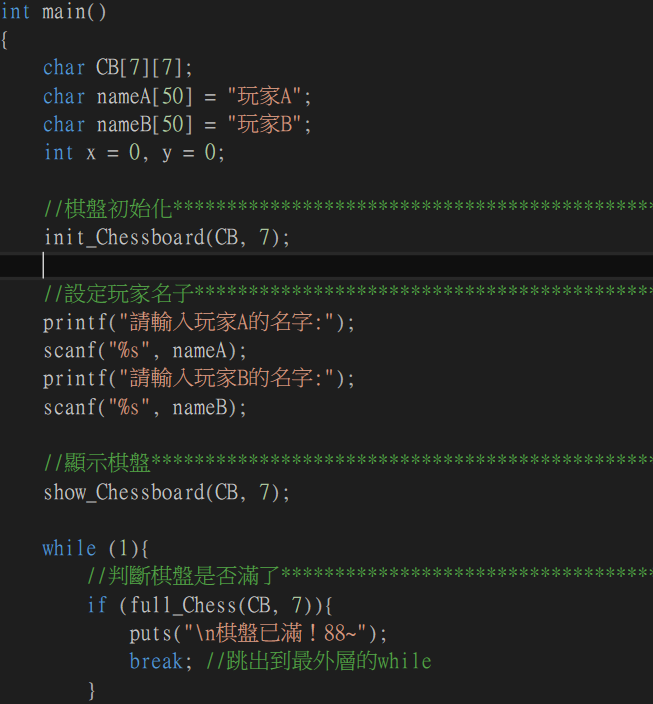 int main()
{
char CB[7][7];
char nameA[50] = "玩家A";
char nameB[50] = "玩家B";
int x = 0, y = 0;
//棋盤初始化*********************************************
init_Chessboard(CB, 7);
//設定玩家名子*******************************************
printf("請輸入玩家A的名字:");
scanf("%s", nameA);
printf("請輸入玩家B的名字:");
scanf("%s", nameB);
//顯示棋盤***********************************************
show_Chessboard(CB, 7);
while (1){
//判斷棋盤是否滿了***********************************
if (full_Chess(CB, 7)){
puts("\n棋盤已滿！88~");
break; //跳出到最外層的while
}